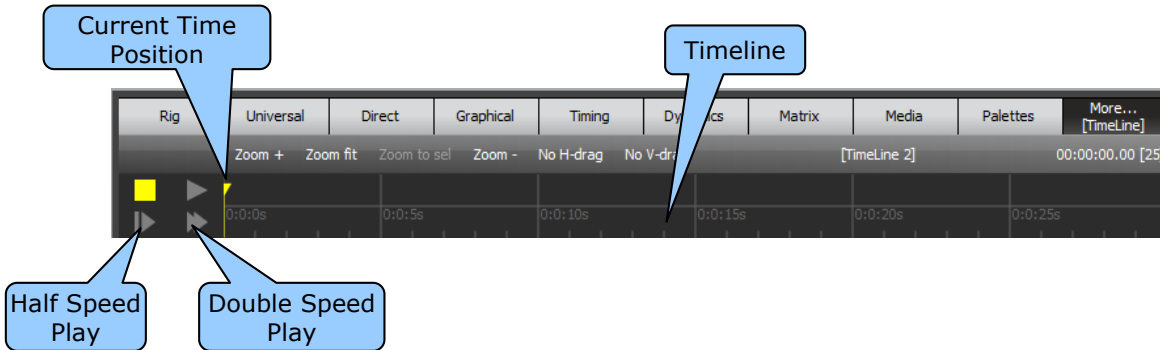 Current Time
Position
Timeline
Rig Universal Direct Graphical Timing Matrix Media Palettes More...
[TimeLine]
Zoom + Zoom fit Zoom to sel Zoom - No H-drag No [TimeLine 2] 00:00:00.00 [25
0:0:0s 0:0:5s 0:0:10s 0:0:15s 0:0:20s 0:0:25s
Half Speed
Play
Double Speed
Play